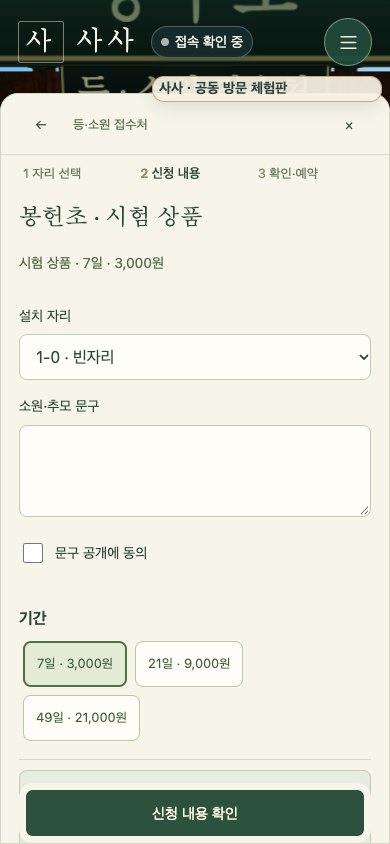 사 사사 접속 확인 중
사사 · 공동 방문 체험판
← 등·소원 접수처 ×
1 자리 선택 2 신청 내용 3 확인·예약
봉헌초 · 시험 상품
시험 상품 · 7일 · 3,000원
설치 자리
1-0 · 빈자리
소원·추모 문구
문구 공개에 동의
기간
7일 · 3,000원 21일 · 9,000원
49일 · 21,000원
신청 내용 확인